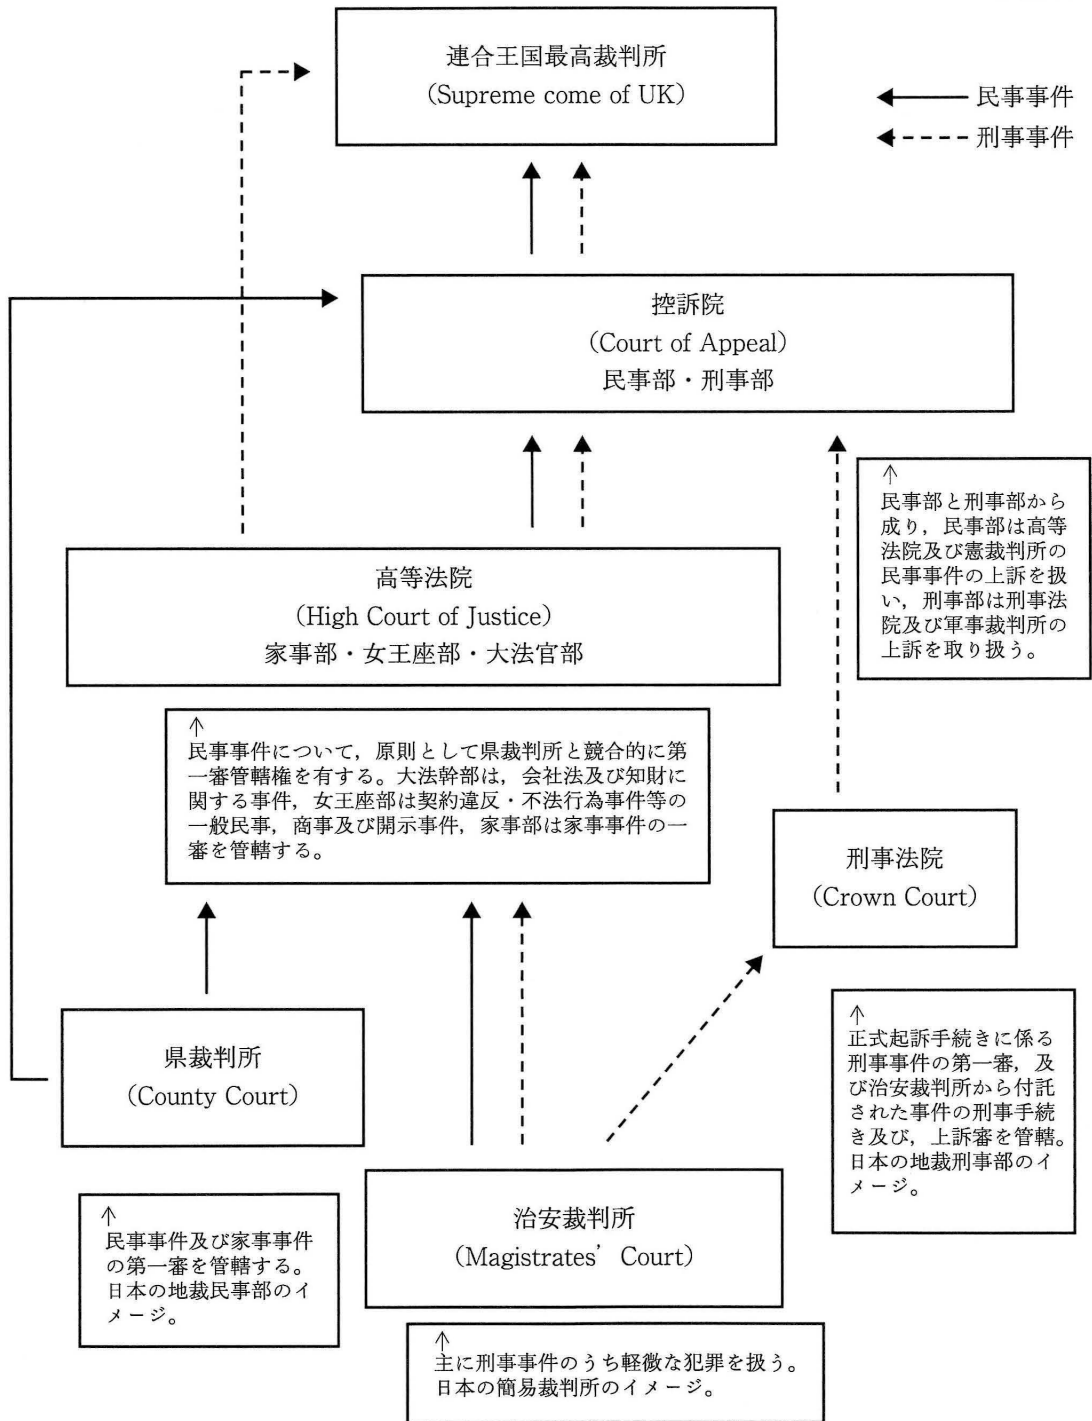 連合王国最高裁判所
(Supreme come of UK)
民事事件
刑事事件
控訴院
(Court of Appeal)
民事部・刑事部
↑
民事部と刑事部から
成り，民事部は高等
法院及び憲裁判所の
民事事件の上訴を扱
い，刑事部は刑事法
院及び軍事裁判所の
上訴を取り扱う。
高等法院
(High Court of Justice)
家事部・女王座部・大法官部
↑
民事事件について，原則として県裁判所と競合的に第
一審管轄権を有する。大法幹部は，会社法及び知財に
関する事件，女王座部は契約違反・不法行為事件等の
一般民事，商事及び開示事件，家事部は家事事件の一
審を管轄する。
刑事法院
(Crown Court)
↑
正式起訴手続きに係る
刑事事件の第一審，及
び治安裁判所から付託
された事件の刑事手続
き及び，上訴審を管轄。
日本の地裁刑事部のイ
メージ。
県裁判所
(County Court)
↑
民事事件及び家事事件
の第一審を管轄する。
日本の地裁民事部のイ
メージ。
治安裁判所
(Magistrates’ Court)
↑
主に刑事事件のうち軽微な犯罪を扱う。
日本の簡易裁判所のイメージ。